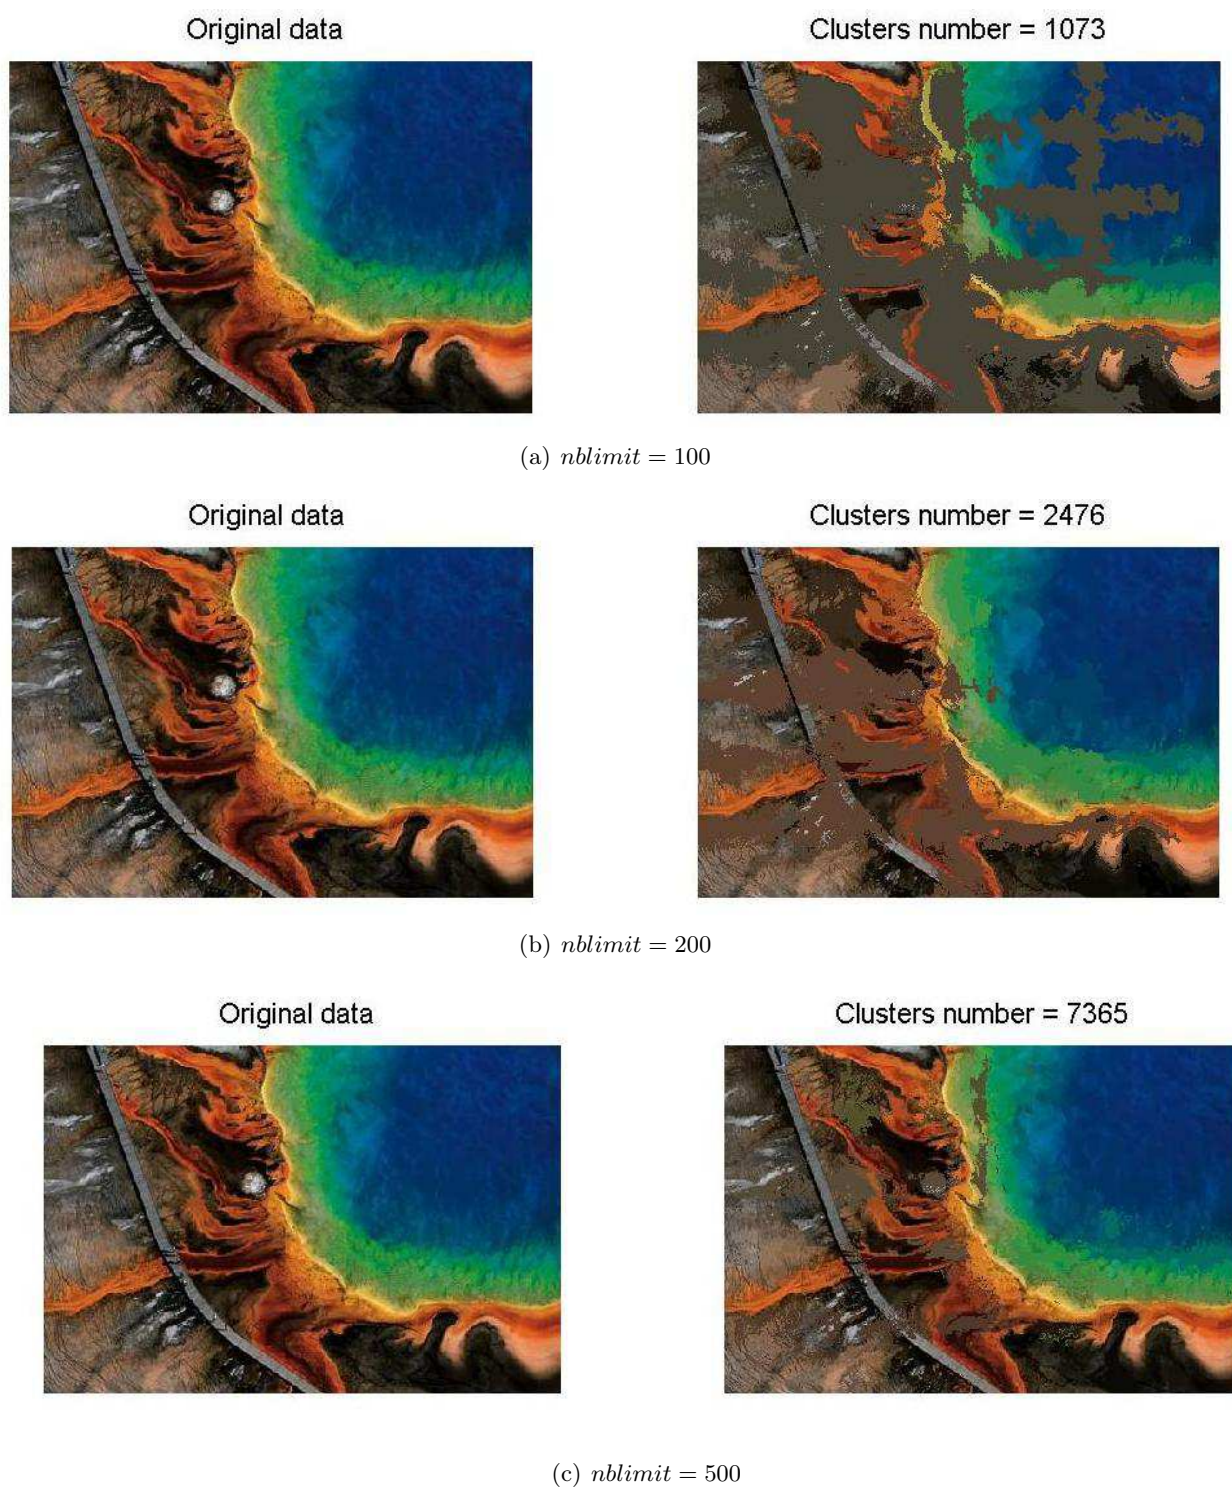 Original data
Clusters number = 1073
(a) nblimit = 100
Original data
Clusters number = 2476
(b) nblimit = 200
Original data
Clusters number = 7365
(c) nblimit = 500